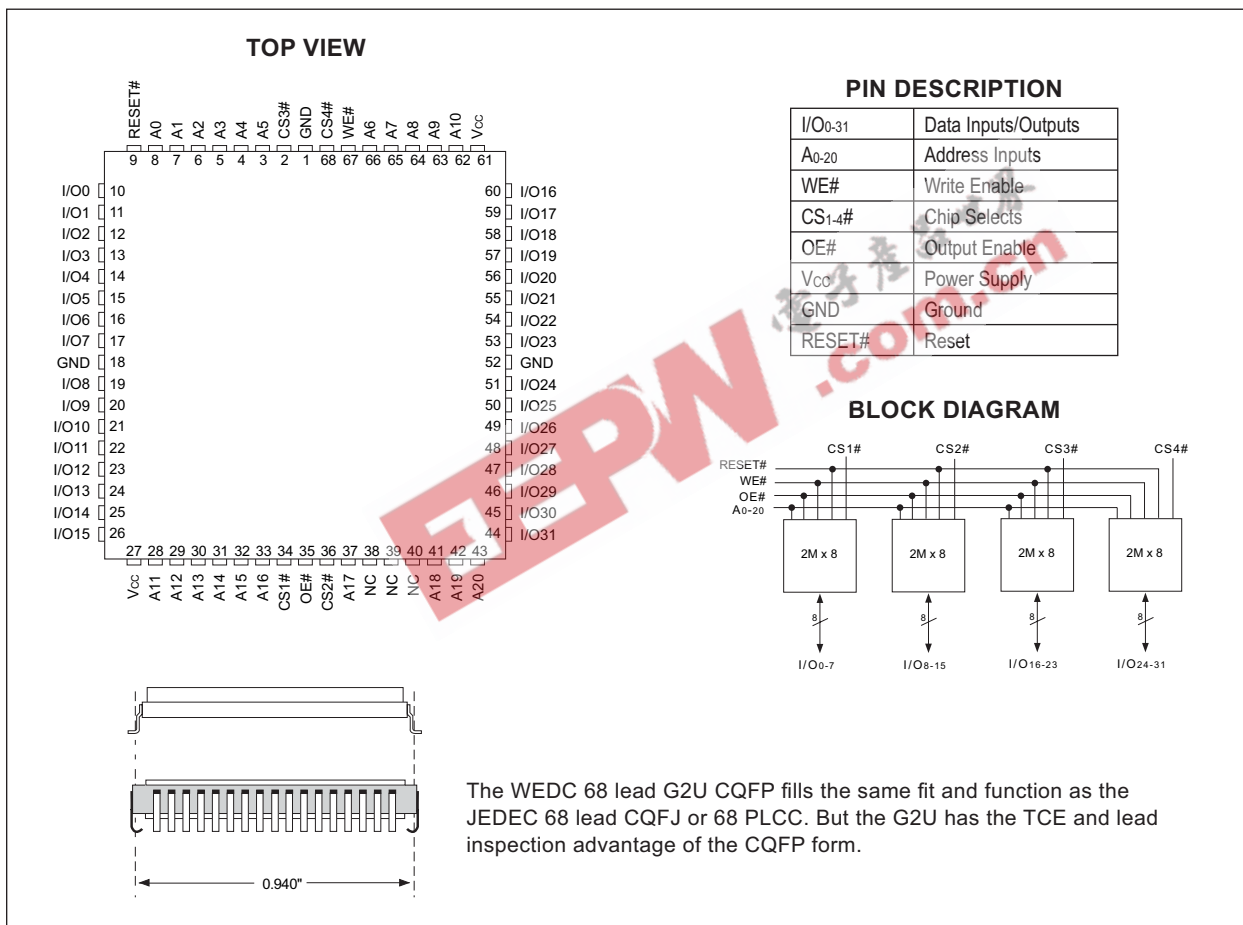 TOP VIEW
RESET# A0 A1 A2 A3 A4 A5 CS3# GND CS4# WE# A6 A7 A8 A9 A10 Vcc
9 8 7 6 5 4 3 2 1 68 67 66 65 64 63 62 61
I/O0 10
I/O1 11
I/O2 12
I/O3 13
I/O4 14
I/O5 15
I/O6 16
I/O7 17
GND 18
I/O8 19
I/O9 20
I/O10 21
I/O11 22
I/O12 23
I/O13 24
I/O14 25
I/O15 26
60 I/O16
59 I/O17
58 I/O18
57 I/O19
56 I/O20
55 I/O21
54 I/O22
53 I/O23
52 GND
51 I/O24
50 I/O25
49 I/O26
48 I/O27
47 I/O28
46 I/O29
45 I/O30
44 I/O31
27 28 29 30 31 32 33 34 35 36 37 38 39 40 41 42 43
Vcc A11 A12 A13 A14 A15 A16 CS1# OE# CS2# A17 NC NC NC A18 A19 A20
PIN DESCRIPTION
I/O0-31 Data Inputs/Outputs
A0-20 Address Inputs
WE# Write Enable
CS1-4# Chip Selects
OE# Output Enable
Vcc Power Supply
GND Ground
RESET# Reset
BLOCK DIAGRAM
CS1# CS2# CS3# CS4#
RESET#
WE#
OE#
A0-20
2M x 8 2M x 8 2M x 8 2M x 8
8 8 8 8
I/O0-7 I/O8-15 I/O16-23 I/O24-31
EEPW
電子產品世界
.com.cn
0.940"
The WEDC 68 lead G2U CQFP fills the same fit and function as the
JEDEC 68 lead CQFJ or 68 PLCC. But the G2U has the TCE and lead
inspection advantage of the CQFP form.